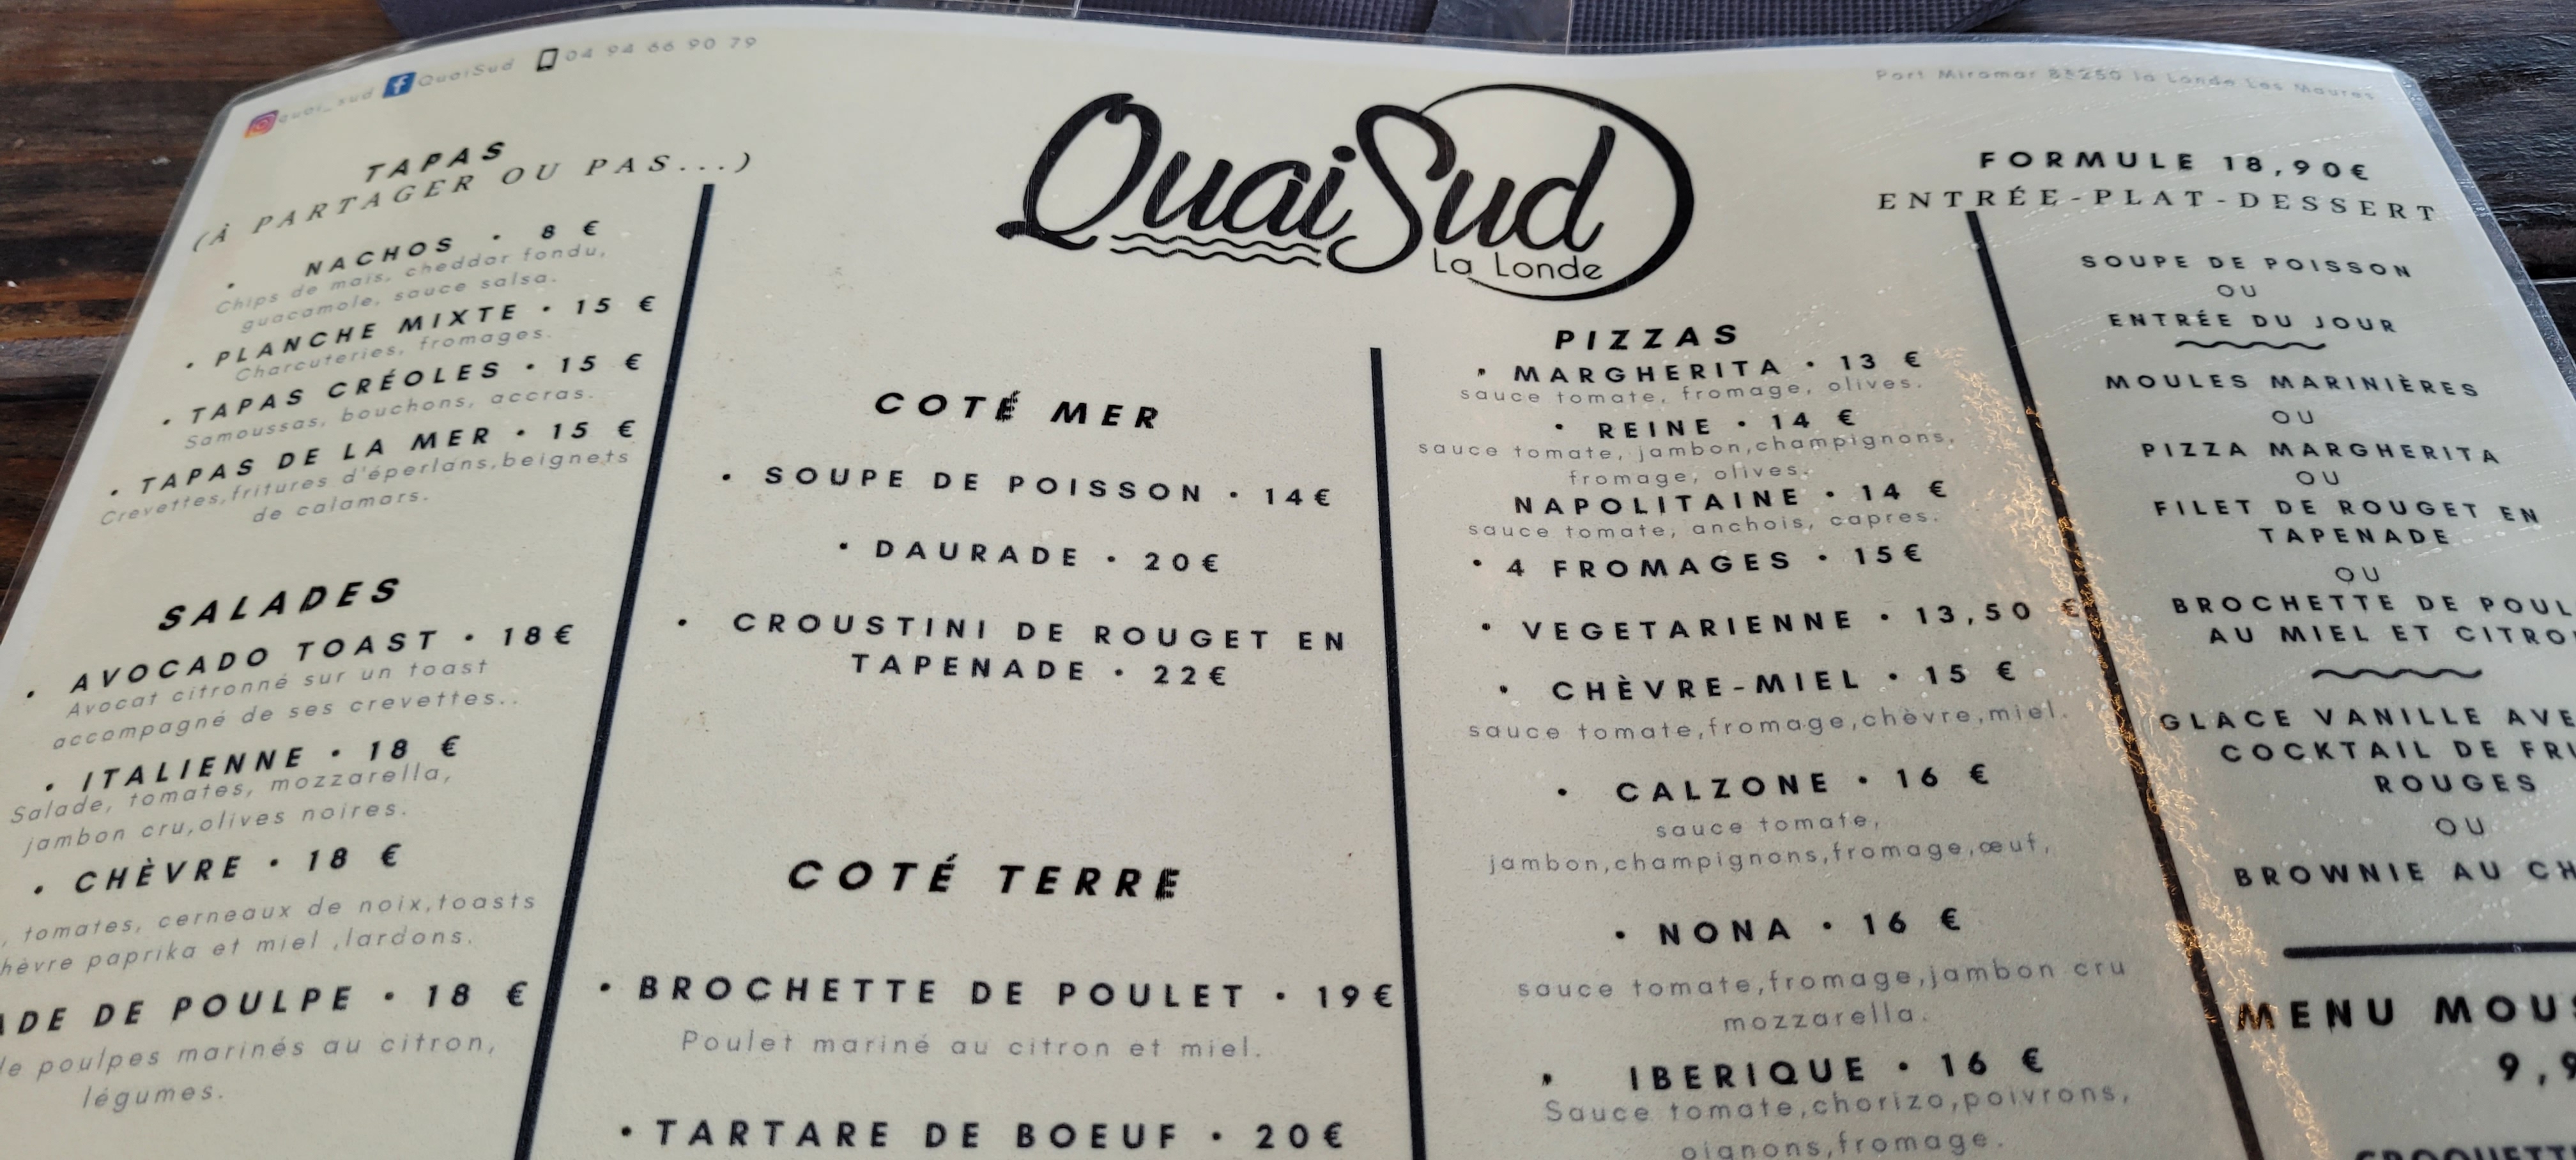 quai_sud QuaiSud 04 94 66 90 79
Port Miramar 83250 la Londe Les Maures
QuaiSud
La Londe
TAPAS
(À PARTAGER OU PAS...)
• NACHOS • 8 €
Chips de maïs, cheddar fondu,
guacamole, sauce salsa.
• PLANCHE MIXTE • 15 €
Charcuteries, fromages.
• TAPAS CRÉOLES • 15 €
Samoussas, bouchons, accras.
• TAPAS DE LA MER • 15 €
Crevettes,fritures d'éperlans,beignets
de calamars.
SALADES
• AVOCADO TOAST • 18€
Avocat citronné sur un toast
accompagné de ses crevettes..
• ITALIENNE • 18 €
Salade, tomates, mozzarella,
jambon cru,olives noires.
• CHÈVRE • 18 €
, tomates, cerneaux de noix,toasts
hèvre paprika et miel ,lardons.
ADE DE POULPE • 18 €
de poulpes marinés au citron,
légumes.
COTÉ MER
• SOUPE DE POISSON • 14€
• DAURADE • 20€
• CROUSTINI DE ROUGET EN
TAPENADE • 22€
COTÉ TERRE
• BROCHETTE DE POULET • 19€
Poulet mariné au citron et miel.
• TARTARE DE BOEUF • 20€
PIZZAS
• MARGHERITA • 13 €
sauce tomate, fromage, olives.
• REINE • 14 €
sauce tomate, jambon,champignons,
fromage, olives.
NAPOLITAINE • 14 €
sauce tomate, anchois, capres.
• 4 FROMAGES • 15€
• VEGETARIENNE • 13,50 €
• CHÈVRE-MIEL • 15 €
sauce tomate,fromage,chèvre,miel.
• CALZONE • 16 €
sauce tomate,
jambon,champignons,fromage,œuf,
• NONA • 16 €
sauce tomate,fromage,jambon cru
mozzarella.
• IBERIQUE • 16 €
Sauce tomate,chorizo,poivrons,
oignons,fromage.
FORMULE 18,90€
ENTRÉE-PLAT-DESSERT
SOUPE DE POISSON
OU
ENTRÉE DU JOUR
MOULES MARINIÈRES
OU
PIZZA MARGHERITA
OU
FILET DE ROUGET EN
TAPENADE
OU
BROCHETTE DE POUL
AU MIEL ET CITRO
GLACE VANILLE AVE
COCKTAIL DE FRU
ROUGES
OU
BROWNIE AU CH
MENU MOUS
9,9